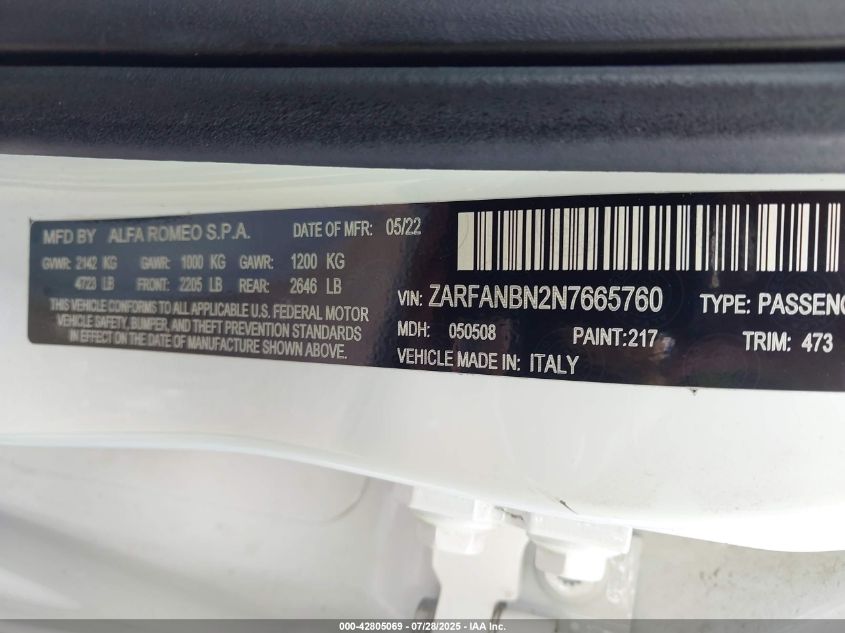 MFD BY ALFA ROMEO S.P.A. DATE OF MFR: 05/22
GVWR: 2142 KG GAWR: 1000 KG GAWR: 1200 KG
4723 LB FRONT: 2205 LB REAR: 2646 LB
THIS VEHICLE CONFORMS TO ALL APPLICABLE U.S. FEDERAL MOTOR
VEHICLE SAFETY, BUMPER, AND THEFT PREVENTION STANDARDS
IN EFFECT ON THE DATE OF MANUFACTURE SHOWN ABOVE.
VIN: ZARFANBN2N7665760 TYPE: PASSENG
MDH: 050508 PAINT:217 TRIM: 473
VEHICLE MADE IN: ITALY
000-42805069 - 07/28/2025 - IAA Inc.